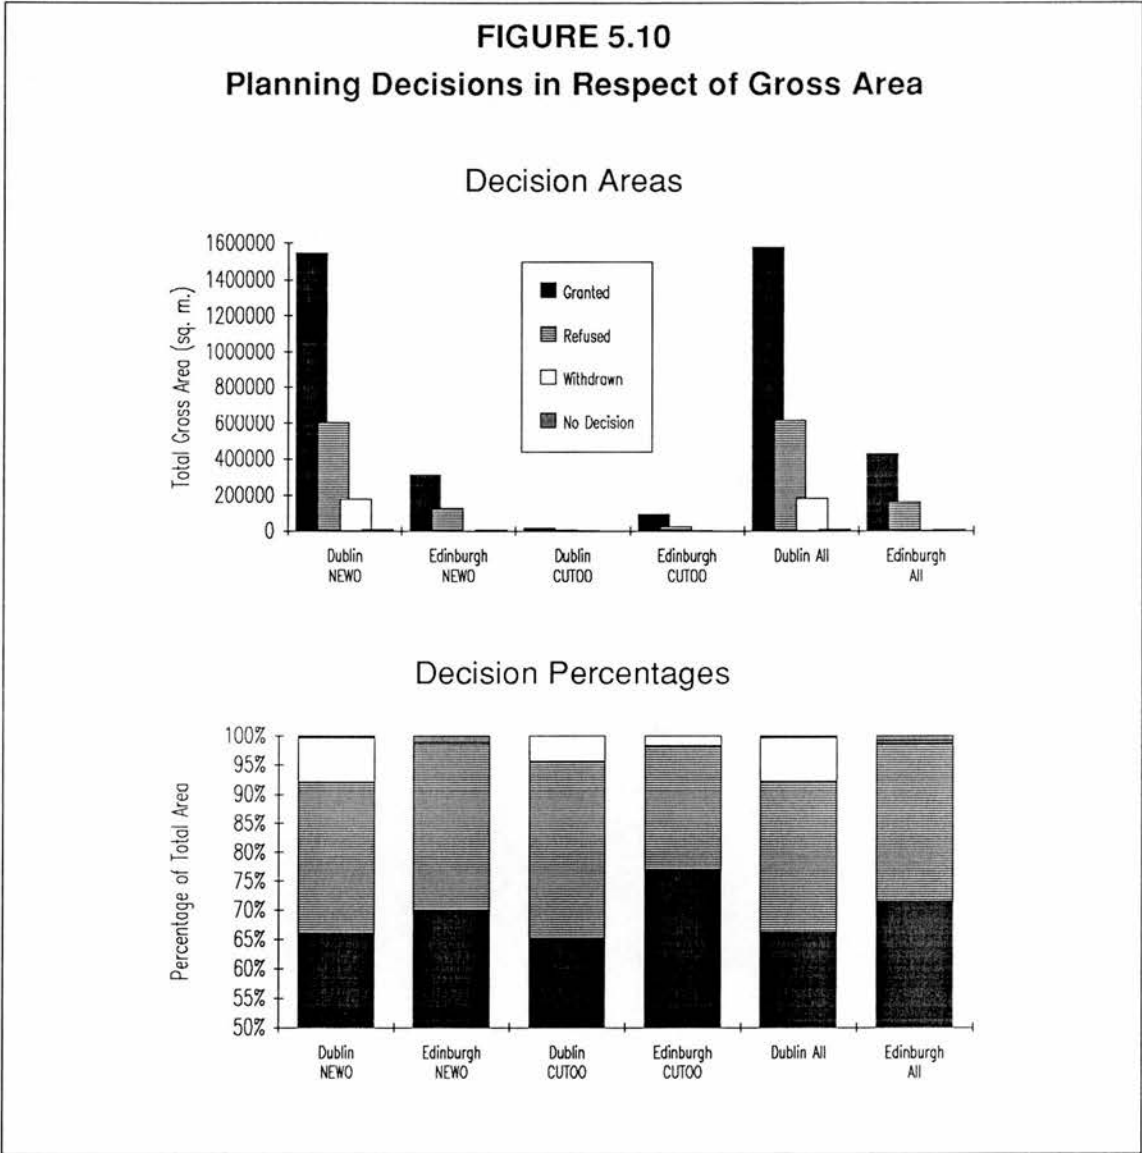 FIGURE 5.10
Planning Decisions in Respect of Gross Area
Decision Areas
Total Gross Area (sq. m.)
1600000
1400000
1200000
1000000
800000
600000
400000
200000
0
Granted
Refused
Withdrawn
No Decision
Dublin NEWO
Edinburgh NEWO
Dublin CUTOO
Edinburgh CUTOO
Dublin All
Edinburgh All
Decision Percentages
Percentage of Total Area
100%
95%
90%
85%
80%
75%
70%
65%
60%
55%
50%
Dublin NEWO
Edinburgh NEWO
Dublin CUTOO
Edinburgh CUTOO
Dublin All
Edinburgh All